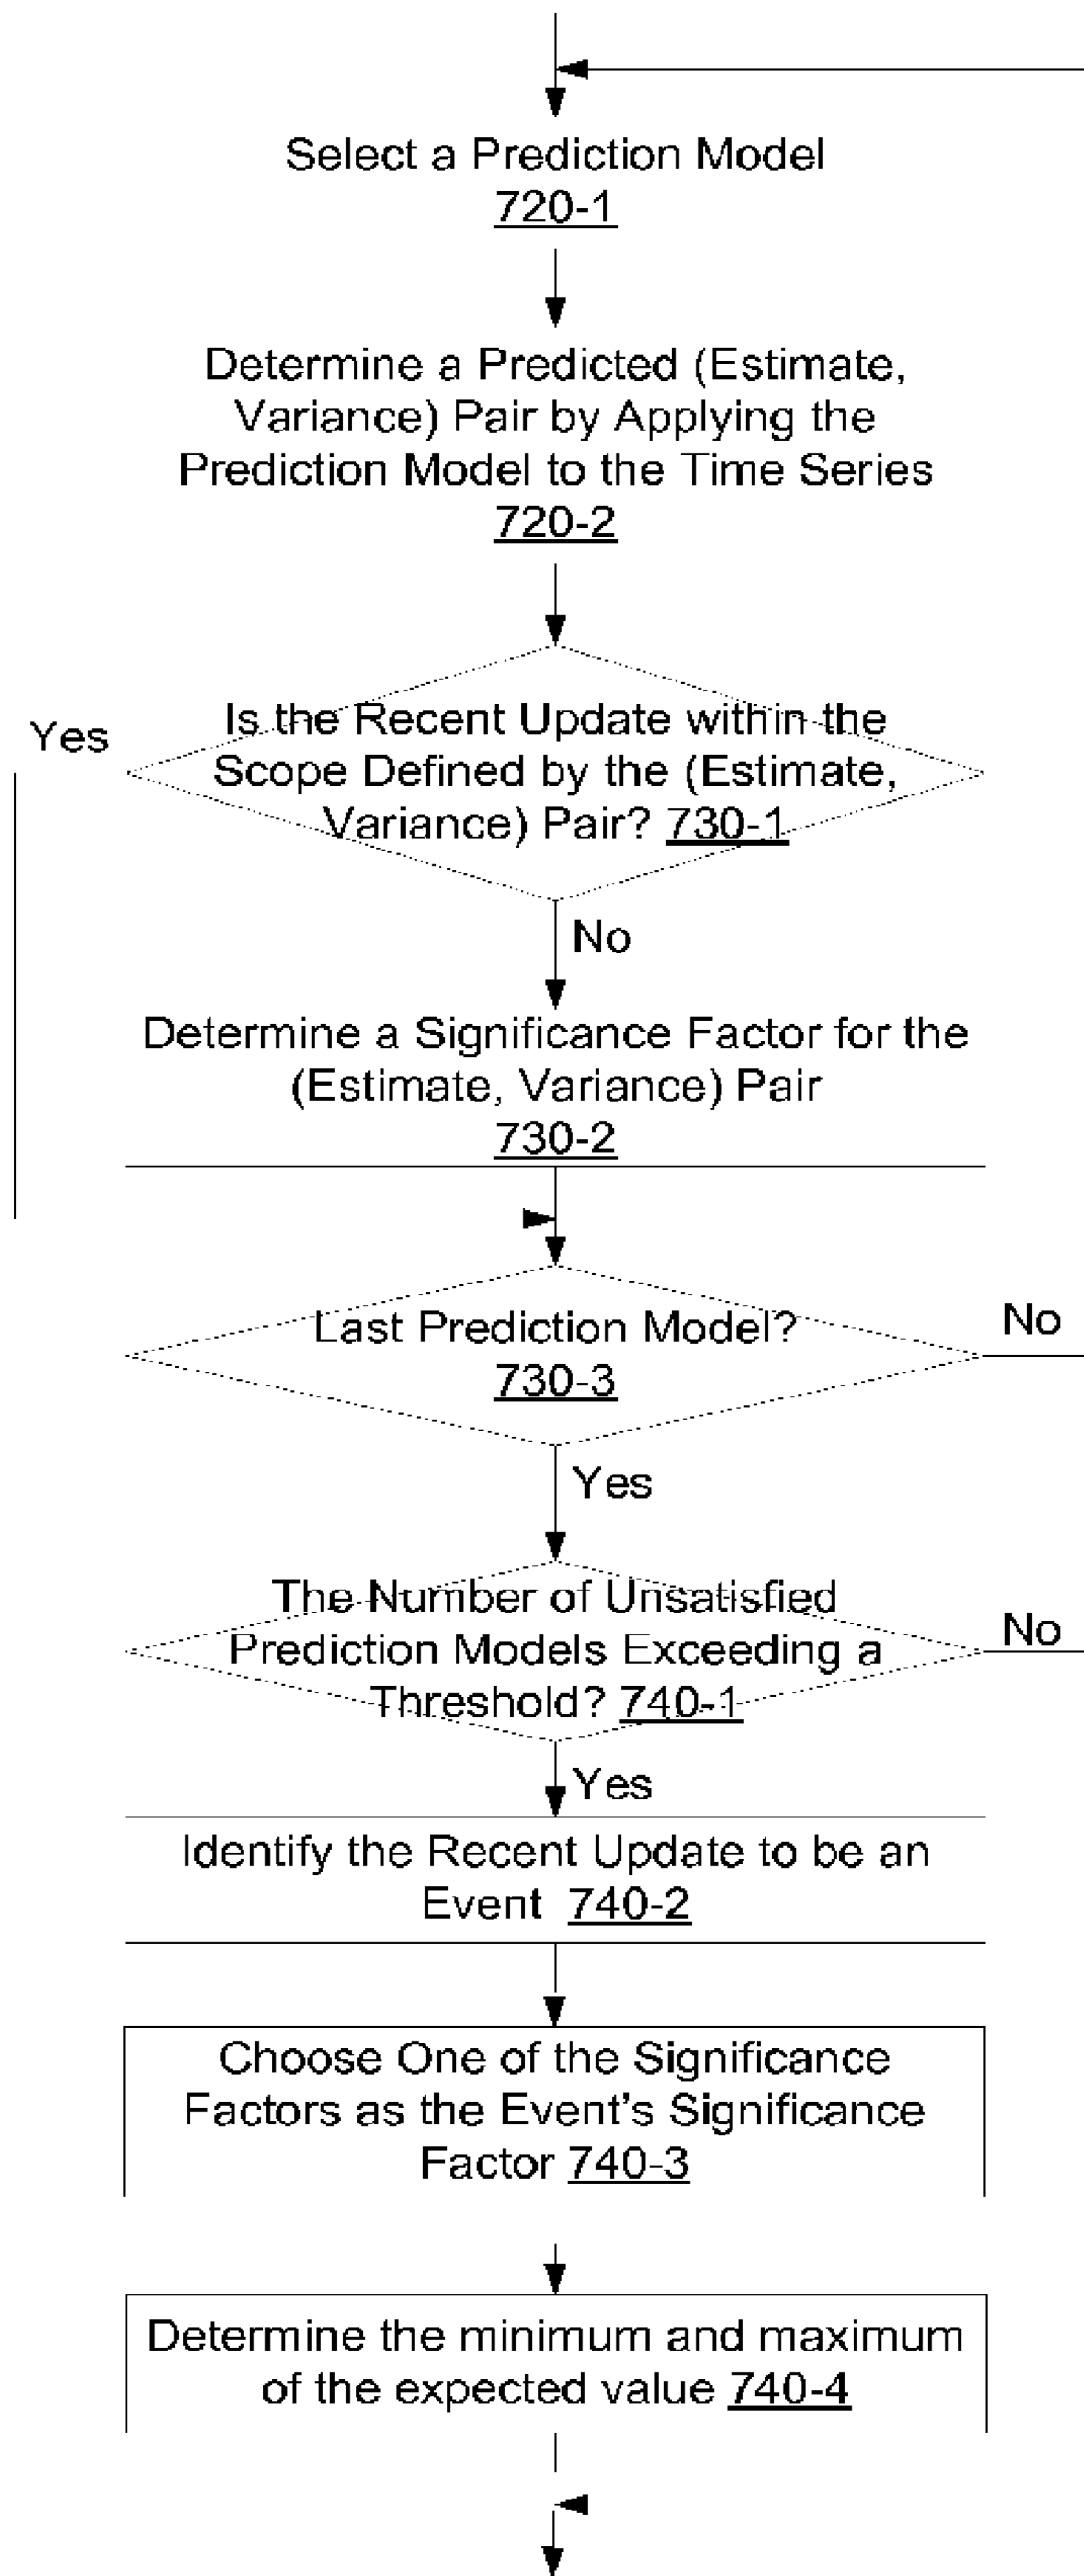 Select a Prediction Model
720-1
Determine a Predicted (Estimate,
Variance) Pair by Applying the
Prediction Model to the Time Series
720-2
Yes
Is the Recent Update within the
Scope Defined by the (Estimate,
Variance) Pair? 730-1
No
Determine a Significance Factor for the
(Estimate, Variance) Pair
730-2
Last Prediction Model?
730-3
No
Yes
The Number of Unsatisfied
Prediction Models Exceeding a
Threshold? 740-1
No
Yes
Identify the Recent Update to be an
Event 740-2
Choose One of the Significance
Factors as the Event's Significance
Factor 740-3
Determine the minimum and maximum
of the expected value 740-4